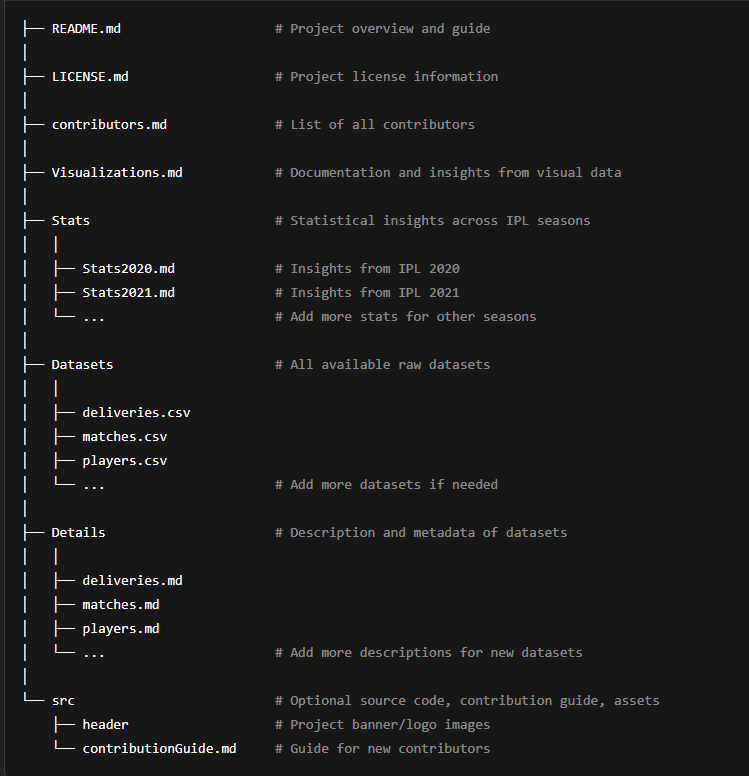 ├── README.md                    # Project overview and guide
│
├── LICENSE.md                   # Project license information
│
├── contributors.md              # List of all contributors
│
├── Visualizations.md            # Documentation and insights from visual data
│
├── Stats                        # Statistical insights across IPL seasons
│   │
│   ├── Stats2020.md             # Insights from IPL 2020
│   ├── Stats2021.md             # Insights from IPL 2021
│   └── ...                      # Add more stats for other seasons
│
├── Datasets                     # All available raw datasets
│   │
│   ├── deliveries.csv
│   ├── matches.csv
│   ├── players.csv
│   └── ...                      # Add more datasets if needed
│
├── Details                      # Description and metadata of datasets
│   │
│   ├── deliveries.md
│   ├── matches.md
│   ├── players.md
│   └── ...                      # Add more descriptions for new datasets
│
└── src                          # Optional source code, contribution guide, assets
    ├── header                   # Project banner/logo images
    └── contributionGuide.md     # Guide for new contributors